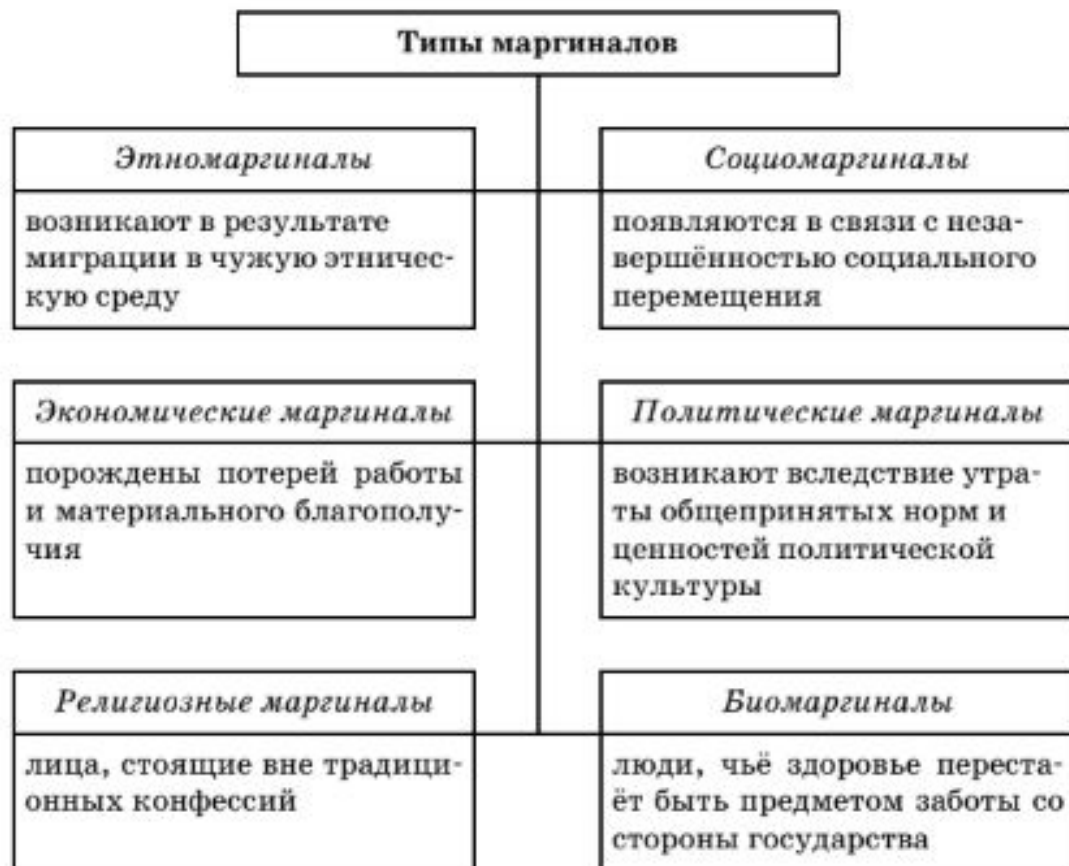 Типы маргиналов
Этномаргиналы
возникают в результате
миграции в чужую этничес-
кую среду
Социомаргиналы
появляются в связи с неза-
вершённостью социального
перемещения
Экономические маргиналы
порождены потерей работы
и материального благополу-
чия
Политические маргиналы
возникают вследствие утра-
ты общепринятых норм и
ценностей политической
культуры
Религиозные маргиналы
лица, стоящие вне традици-
онных конфессий
Биомаргиналы
люди, чьё здоровье переста-
ёт быть предметом заботы со
стороны государства